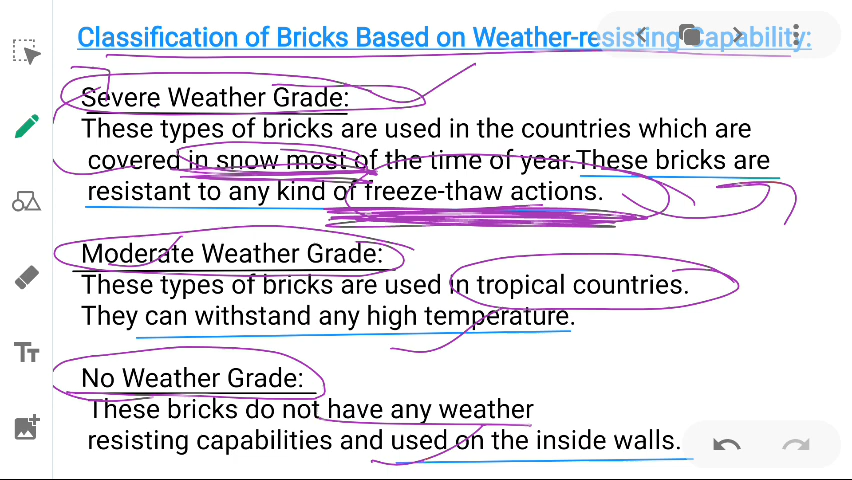 Classification of Bricks Based on Weather-resisting Capability:
Severe Weather Grade:
These types of bricks are used in the countries which are
covered in snow most of the time of year.These bricks are
resistant to any kind of freeze-thaw actions.
Moderate Weather Grade:
These types of bricks are used in tropical countries.
They can withstand any high temperature.
No Weather Grade:
These bricks do not have any weather
resisting capabilities and used on the inside walls.
TT